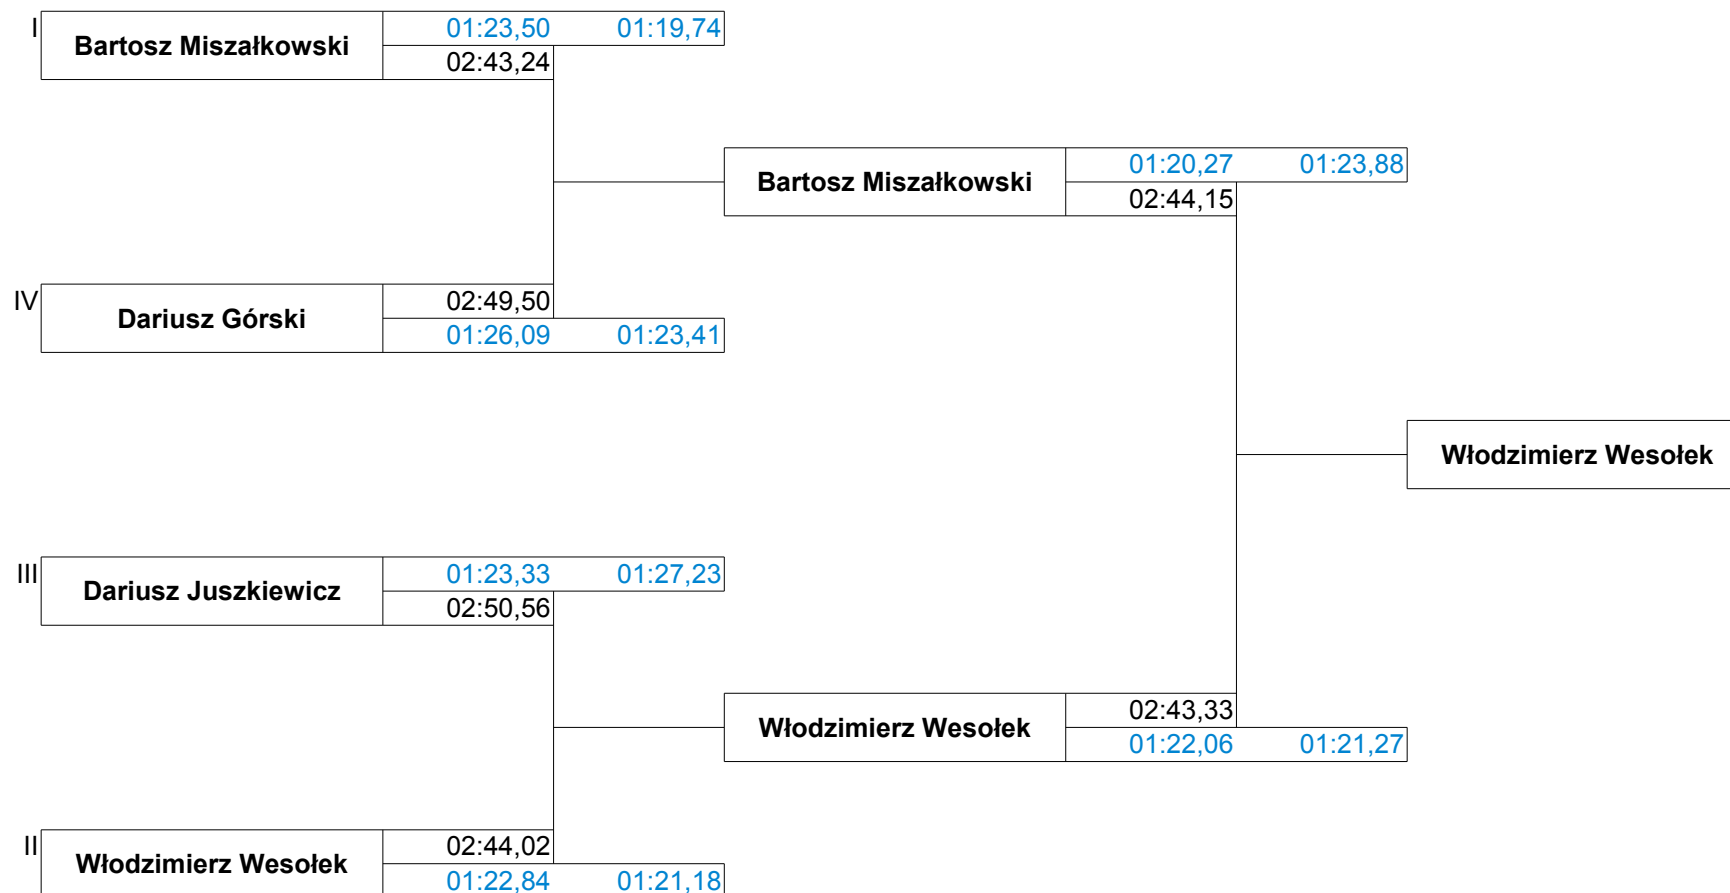 I
Bartosz Miszałkowski
01:23,50 01:19,74
02:43,24
Bartosz Miszałkowski
01:20,27 01:23,88
02:44,15
IV
Dariusz Górski
02:49,50
01:26,09 01:23,41
Włodzimierz Wesołek
III
Dariusz Juszkiewicz
01:23,33 01:27,23
02:50,56
Włodzimierz Wesołek
02:43,33
01:22,06 01:21,27
II
Włodzimierz Wesołek
02:44,02
01:22,84 01:21,18